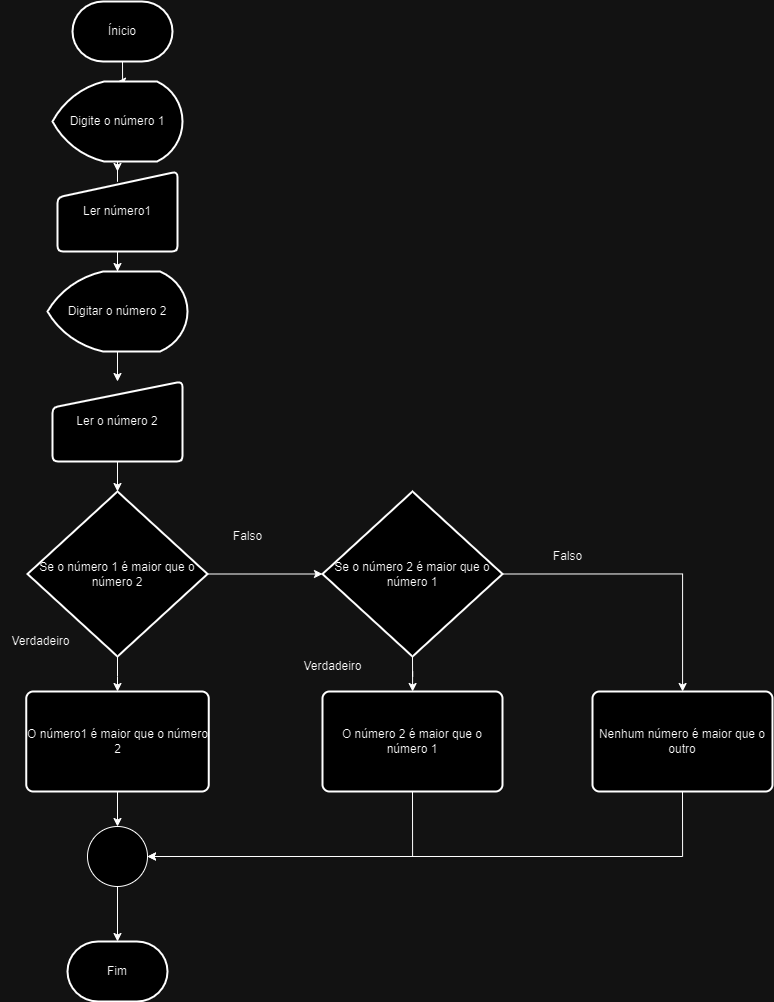 Ínicio
Digite o número 1
Ler número1
Digitar o número 2
Ler o número 2
Se o número 1 é maior que o
número 2
Falso
Se o número 2 é maior que o
número 1
Falso
Verdadeiro
Verdadeiro
O número1 é maior que o número
2
O número 2 é maior que o
número 1
Nenhum número é maior que o
outro
Fim